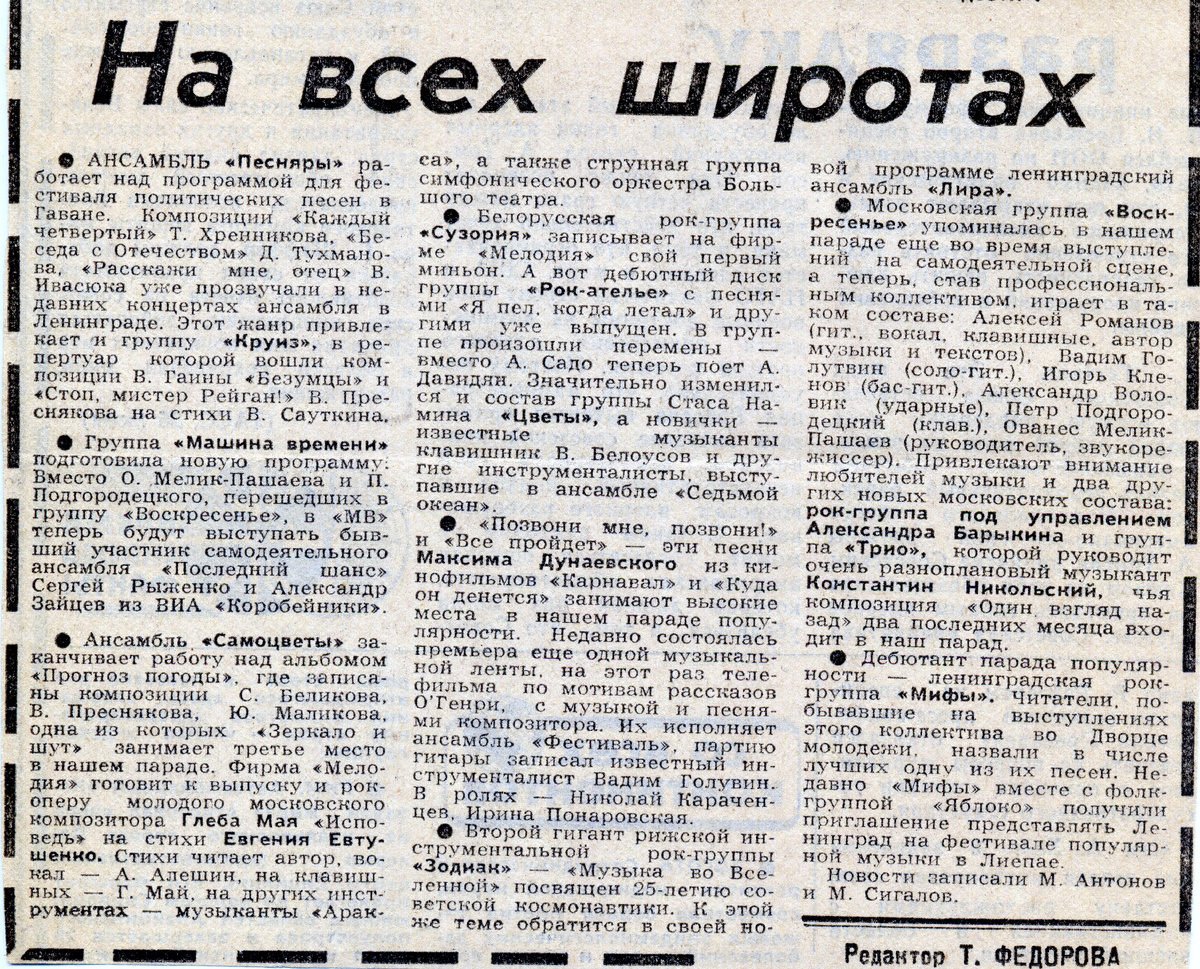 На всех широтах
● АНСАМБЛЬ «Песняры» ра-
ботает над программой для фе-
стиваля политических песен в
Гаване. Композиции «Каждый
четвертый» Т. Хренникова, «Бе-
седа с Отечеством» Д. Тухмано-
ва, «Расскажи мне, отец» В.
Ивасюка уже прозвучали в не-
давних концертах ансамбля в
Ленинграде. Этот жанр привле-
кает и группу «Круиз», в ре-
пертуар которой вошли ком-
позиции В. Гаины «Безумцы» и
«Стоп, мистер Рейган!» В. Пре-
снякова на стихи В. Сауткина.
● Группа «Машина времени»
подготовила новую программу.
Вместо О. Мелик-Пашаева и П.
Подгородецкого, перешедших в
группу «Воскресенье», в «МВ»
теперь будут выступать быв-
ший участник самодеятельного
ансамбля «Последний шанс»
Сергей Рыженко и Александр
Зайцев из ВИА «Коробейники».
● Ансамбль «Самоцветы» за-
канчивает работу над альбомом
«Прогноз погоды», где записа-
ны композиции С. Беликова,
В. Преснякова, Ю. Маликова,
одна из которых «Зеркало и
шут» занимает третье место
в нашем параде. Фирма «Мело-
дия» готовит к выпуску и рок-
оперу молодого московского
композитора Глеба Мая «Испо-
ведь» на стихи Евгения Евту-
шенко. Стихи читает автор, во-
кал — А. Алешин, на клавиш-
ных — Г. Май, на других инст-
рументах — музыканты «Арак-
са», а также струнная группа
симфонического оркестра Боль-
шого театра.
● Белорусская рок-группа
«Сузория» записывает на фир-
ме «Мелодия» свой первый
миньон. А вот дебютный диск
группы «Рок-ателье» с песня-
ми «Я пел, когда летал» и дру-
гими уже выпущен. В груп-
пе произошли перемены —
вместо А. Садо теперь поет А.
Давидян. Значительно изменил-
ся и состав группы Стаса На-
мина «Цветы», а новички —
известные музыканты
клавишник В. Белоусов и дру-
гие инструменталисты, высту-
павшие в ансамбле «Седьмой
океан».
● «Позвони мне, позвони!»
и «Все пройдет» — эти песни
Максима Дунаевского из ки-
нофильмов «Карнавал» и «Куда
он денется» занимают высокие
места в нашем параде попу-
лярности. Недавно состоялась
премьера еще одной музыкаль-
ной ленты, на этот раз теле-
фильма по мотивам рассказов
О'Генри, с музыкой и песня-
ми композитора. Их исполняет
ансамбль «Фестиваль», партию
гитары записал известный ин-
струменталист Вадим Голувин.
В ролях — Николай Карачен-
цев, Ирина Понаровская.
● Второй гигант рижской ин-
струментальной рок-группы
«Зодиак» — «Музыка во Все-
ленной» посвящен 25-летию со-
ветской космонавтики. К этой
же теме обратится в своей но-
вой программе ленинградский
ансамбль «Лира».
● Московская группа «Воск-
ресенье» упоминалась в нашем
параде еще во время выступле-
ний на самодеятельной сцене,
а теперь, став профессиональ-
ным коллективом, играет в та-
ком составе: Алексей Романов
(гит., вокал, клавишные, автор
музыки и текстов), Вадим Го-
лутвин (соло-гит.), Игорь Кле-
нов (бас-гит.), Александр Воло-
вик (ударные), Петр Подгоро-
децкий (клав.), Ованес Мелик-
Пашаев (руководитель, звукоре-
жиссер). Привлекают внимание
любителей музыки и два дру-
гих новых московских состава:
рок-группа под управлением
Александра Барыкина и груп-
па «Трио», которой руководит
очень разноплановый музыкант
Константин Никольский, чья
композиция «Один взгляд на-
зад» два последних месяца вхо-
дит в наш парад.
● Дебютант парада популяр-
ности — ленинградская рок-
группа «Мифы». Читатели, по-
бывавшие на выступлениях
этого коллектива во Дворце
молодежи, назвали в числе
лучших одну из их песен. Не-
давно «Мифы» вместе с фолк-
группой «Яблоко» получили
приглашение представлять Ле-
нинград на фестивале популяр-
ной музыки в Лиепае.
Новости записали М. Антонов
и М. Сигалов.
Редактор Т. ФЕДОРОВА